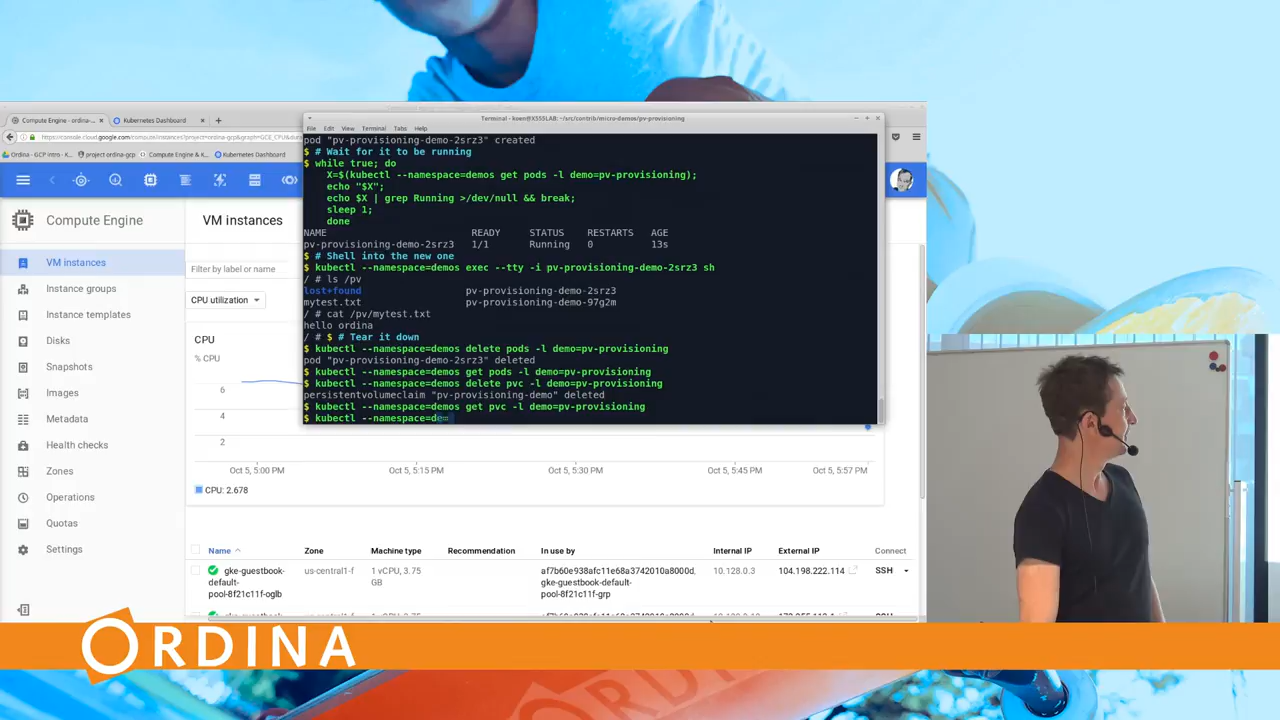 Terminal - koen@X555LAB: ~/src/contrib/micro-demos/pv-provisioning
Compute Engine - ordina-...
Kubernetes Dashboard
File Edit View Terminal Tabs Help
Ordina - GCP Intro - K...
project ordina-gcp
Compute Engine & K...
Kubernetes Dashboard
pod "pv-provisioning-demo-2srz3" created
$ # Wait for it to be running
$ while true; do
X=$(kubectl --namespace=demos get pods -l demo=pv-provisioning);
echo "$X";
echo $X | grep Running >/dev/null && break;
sleep 1;
done
NAME READY STATUS RESTARTS AGE
pv-provisioning-demo-2srz3 1/1 Running 0 13s
$ # Shell into the new one
$ kubectl --namespace=demos exec --tty -i pv-provisioning-demo-2srz3 sh
/ # ls /pv
lost+found pv-provisioning-demo-2srz3
mytest.txt pv-provisioning-demo-97g2m
/ # cat /pv/mytest.txt
hello ordina
/ # $ # Tear it down
$ kubectl --namespace=demos delete pods -l demo=pv-provisioning
pod "pv-provisioning-demo-2srz3" deleted
$ kubectl --namespace=demos get pods -l demo=pv-provisioning
$ kubectl --namespace=demos delete pvc -l demo=pv-provisioning
persistentvolumeclaim "pv-provisioning-demo" deleted
$ kubectl --namespace=demos get pvc -l demo=pv-provisioning
$ kubectl --namespace=dem
Compute Engine
VM instances
Instance groups
Instance templates
Disks
Snapshots
Images
Metadata
Health checks
Zones
Operations
Quotas
Settings
VM instances
Filter by label or name
CPU utilization
CPU
% CPU
6
4
2
Oct 5, 5:00 PM Oct 5, 5:15 PM Oct 5, 5:30 PM Oct 5, 5:45 PM Oct 5, 5:57 PM
CPU: 2.678
Name Zone Machine type Recommendation In use by Internal IP External IP Connect
gke-guestbook-default-pool-8f21c11f-oglb us-central1-f 1 vCPU, 3.75 GB af7b60e938afc11e68a3742010a8000d, gke-guestbook-default-pool-8f21c11f-grp 10.128.0.3 104.198.222.114 SSH
ORDINA